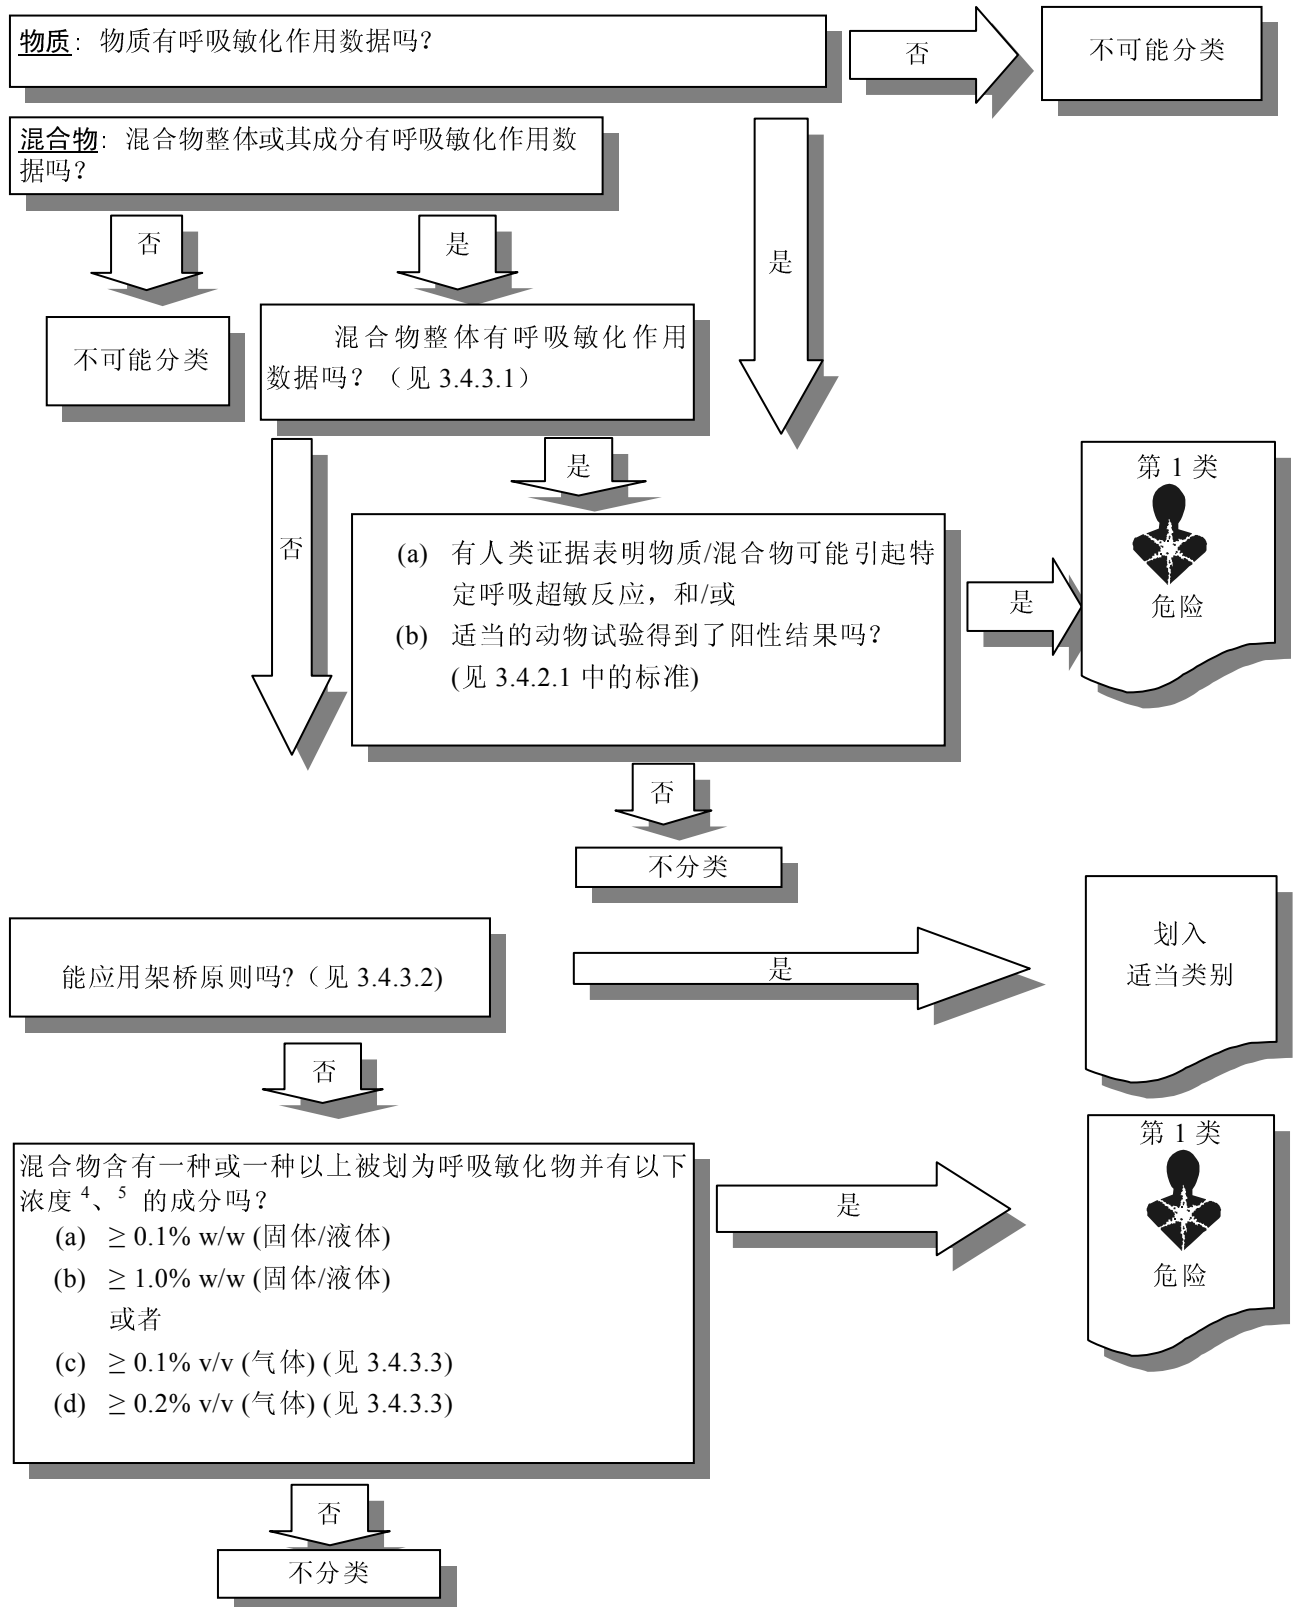 物质：物质有呼吸敏化作用数据吗？
否
不可能分类
混合物：混合物整体或其成分有呼吸敏化作用数
据吗？
否
是
是
不可能分类
混合物整体有呼吸敏化作用
数据吗？（见 3.4.3.1）
否
是
(a) 有人类证据表明物质/混合物可能引起特
定呼吸超敏反应，和/或
(b) 适当的动物试验得到了阳性结果吗？
(见 3.4.2.1 中的标准)
是
第 1 类
危险
否
不分类
能应用架桥原则吗?（见 3.4.3.2)
是
划入
适当类别
否
混合物含有一种或一种以上被划为呼吸敏化物并有以下
浓度 4、5 的成分吗？
(a) ≥ 0.1% w/w (固体/液体)
(b) ≥ 1.0% w/w (固体/液体)
或者
(c) ≥ 0.1% v/v (气体) (见 3.4.3.3)
(d) ≥ 0.2% v/v (气体) (见 3.4.3.3)
是
第 1 类
危险
否
不分类